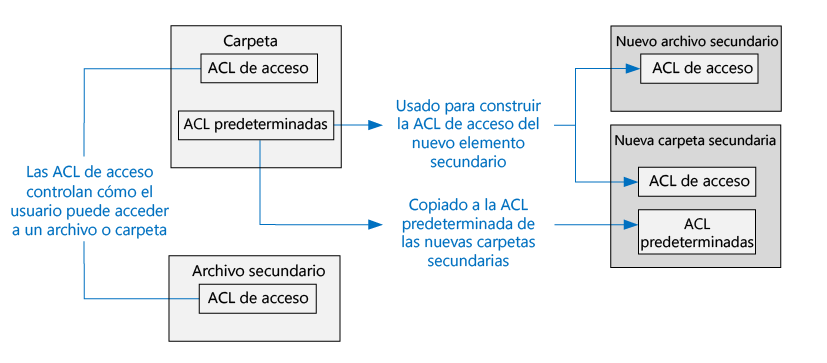 Carpeta
ACL de acceso
ACL predeterminadas
Las ACL de acceso
controlan cómo el
usuario puede acceder
a un archivo o carpeta
Archivo secundario
ACL de acceso
Usado para construir
la ACL de acceso del
nuevo elemento
secundario
Copiado a la ACL
predeterminada de
las nuevas carpetas
secundarias
Nuevo archivo secundario
ACL de acceso
Nueva carpeta secundaria
ACL de acceso
ACL
predeterminadas